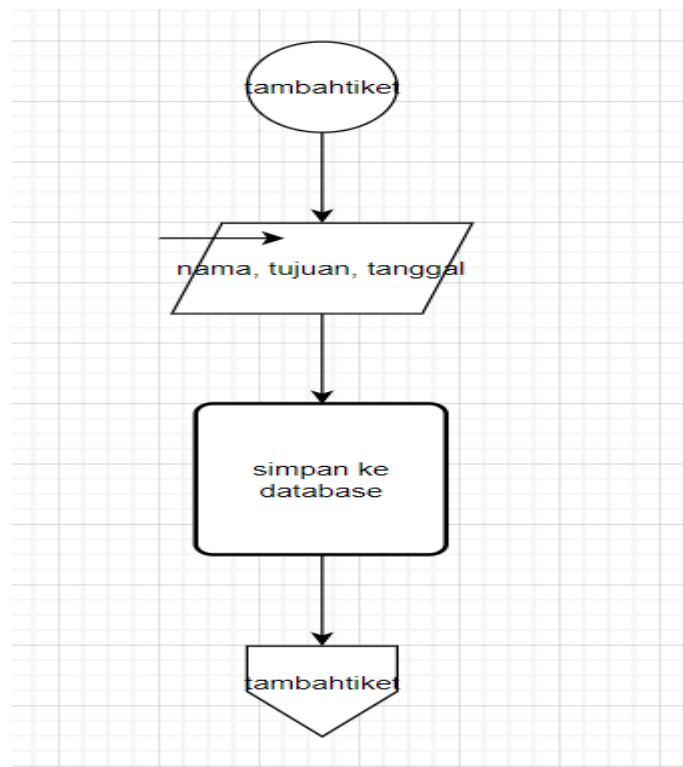 tambahtiket
nama, tujuan, tanggal
simpan ke
database
tambahtiket